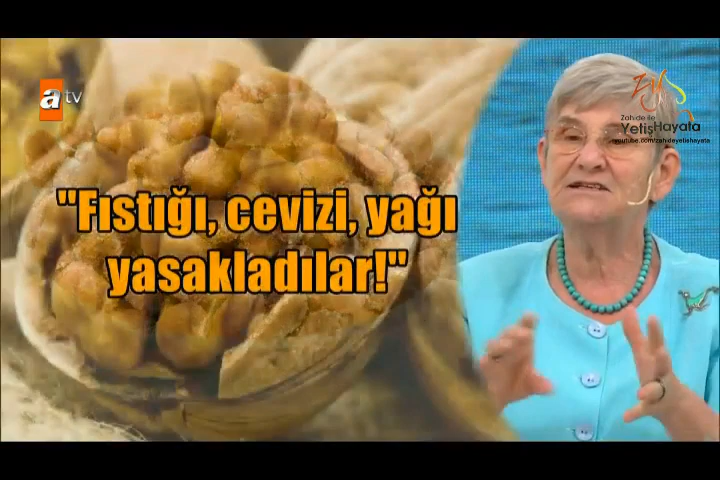 atv
Zahide ile
YetişHayata
youtube.com/zahideyetishayata
"Fıstığı, cevizi, yağı
yasakladılar!"